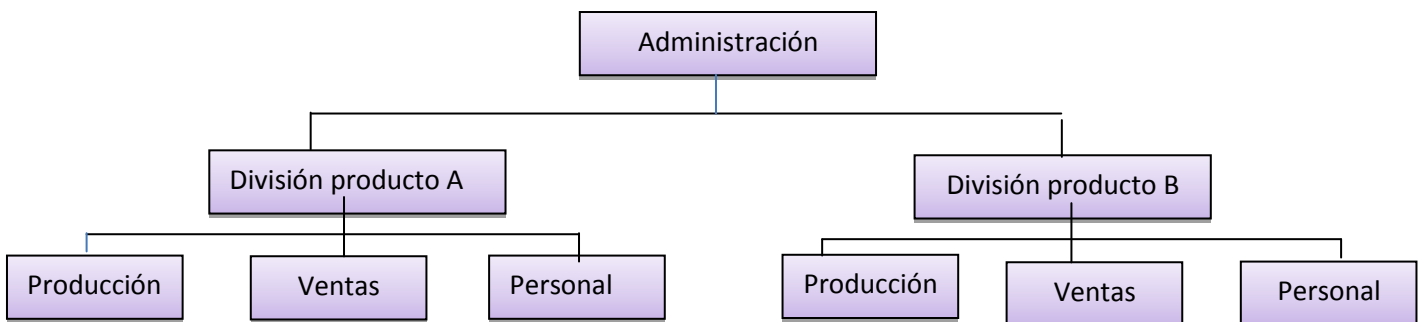 Administración
División producto A
División producto B
Producción
Ventas
Personal
Producción
Ventas
Personal